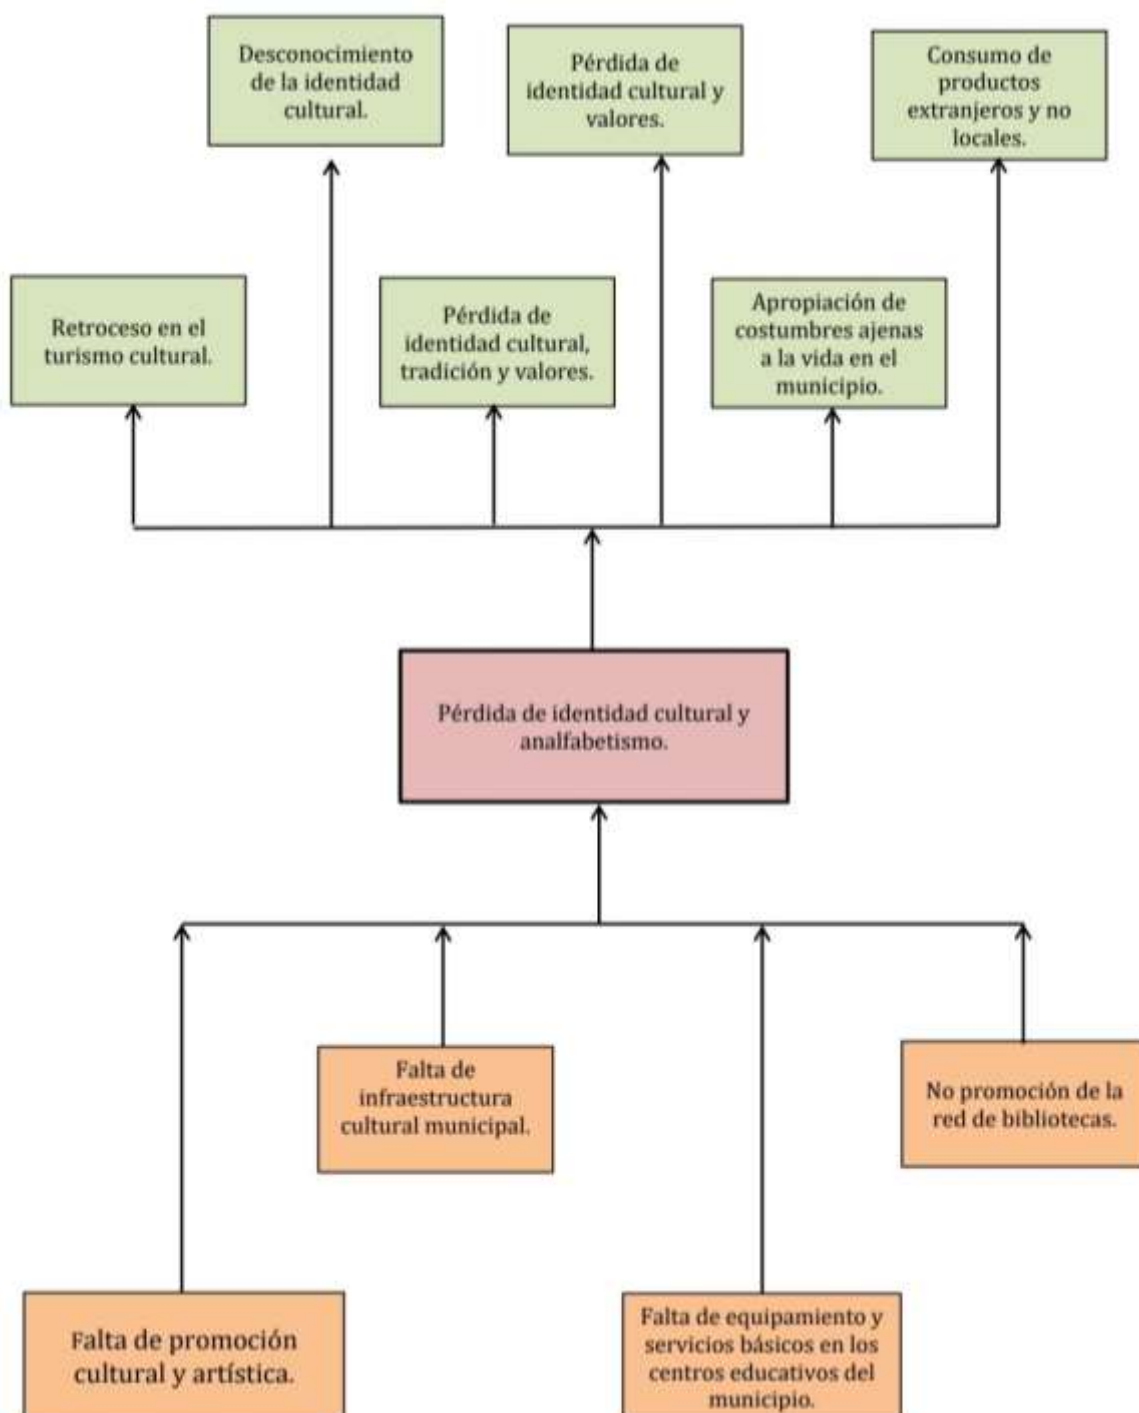 Desconocimiento
de la identidad
cultural.
Pérdida de
identidad cultural y
valores.
Consumo de
productos
extranjeros y no
locales.
Retroceso en el
turismo cultural.
Pérdida de
identidad cultural,
tradición y valores.
Apropiación de
costumbres ajenas
a la vida en el
municipio.
Pérdida de identidad cultural y
analfabetismo.
Falta de
infraestructura
cultural municipal.
No promoción de la
red de bibliotecas.
Falta de promoción
cultural y artística.
Falta de equipamiento y
servicios básicos en los
centros educativos del
municipio.